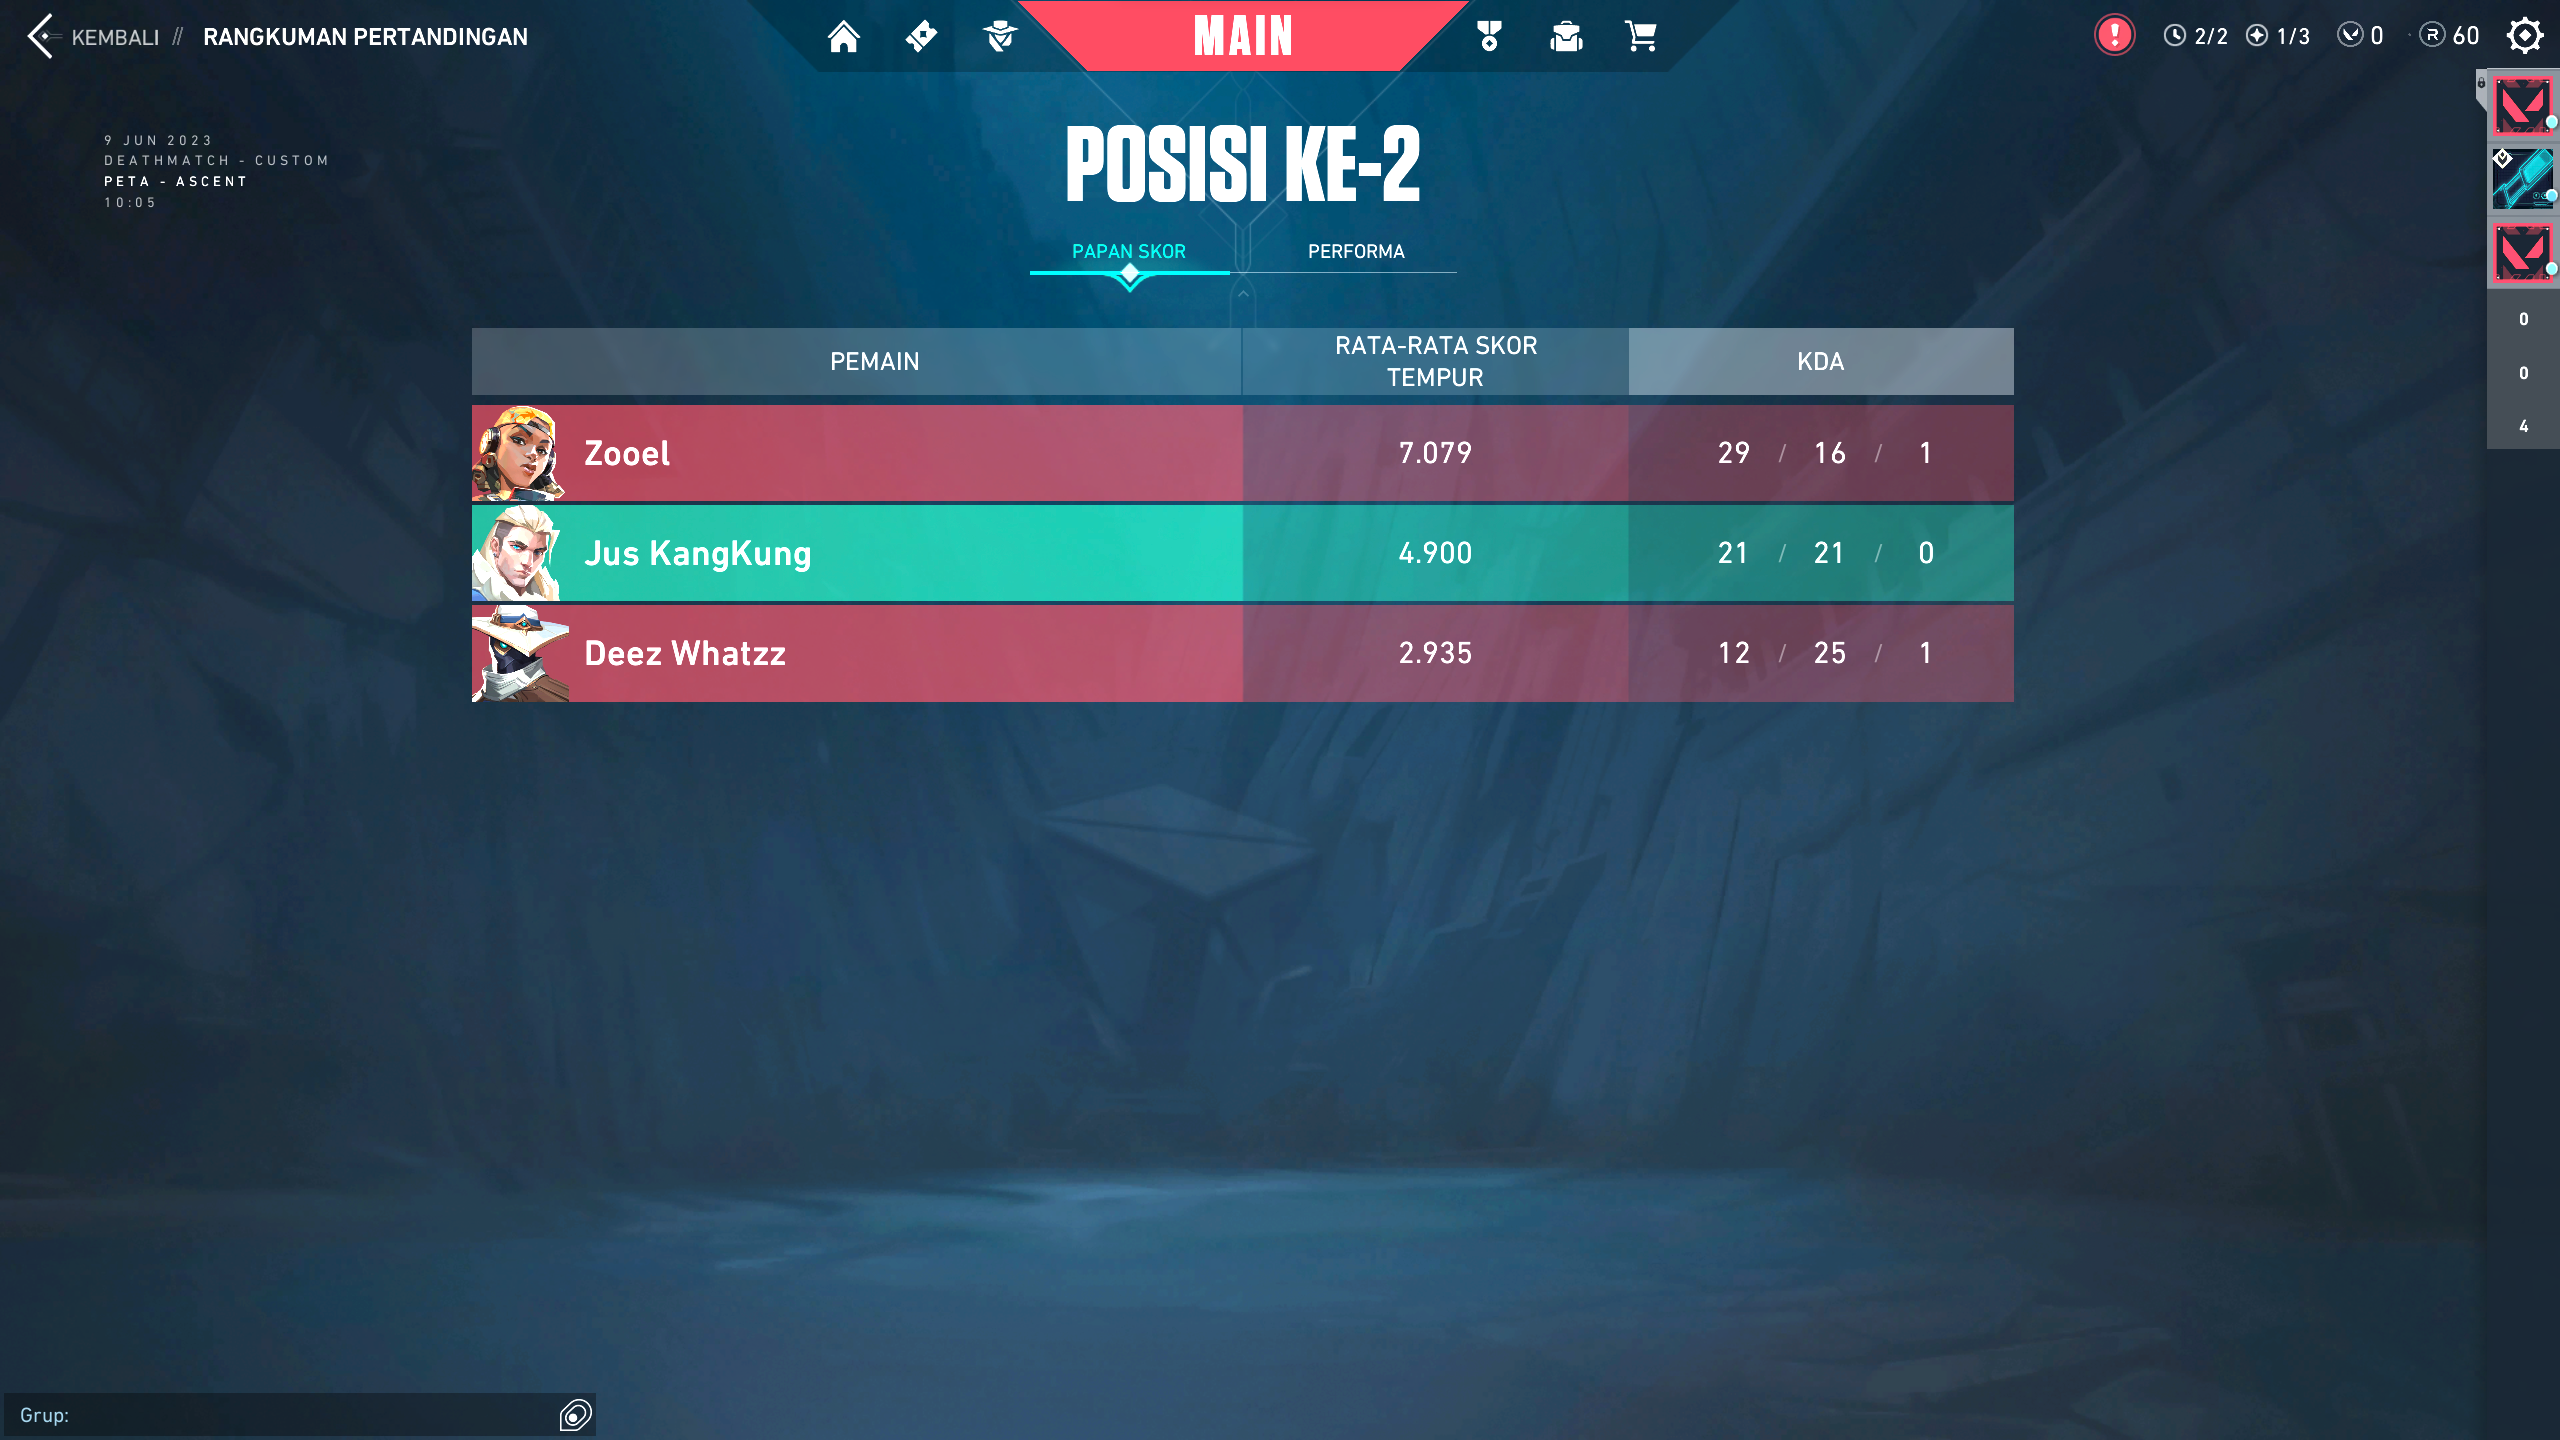 KEMBALI // RANGKUMAN PERTANDINGAN
MAIN
2/2 1/3 0 R 60
9 JUN 2023
DEATHMATCH - CUSTOM
PETA - ASCENT
10:05
POSISI KE-2
PAPAN SKOR PERFORMA
PEMAIN RATA-RATA SKOR TEMPUR KDA
Zooel 7.079 29 / 16 / 1
Jus KangKung 4.900 21 / 21 / 0
Deez Whatzz 2.935 12 / 25 / 1
0
0
4
Grup: